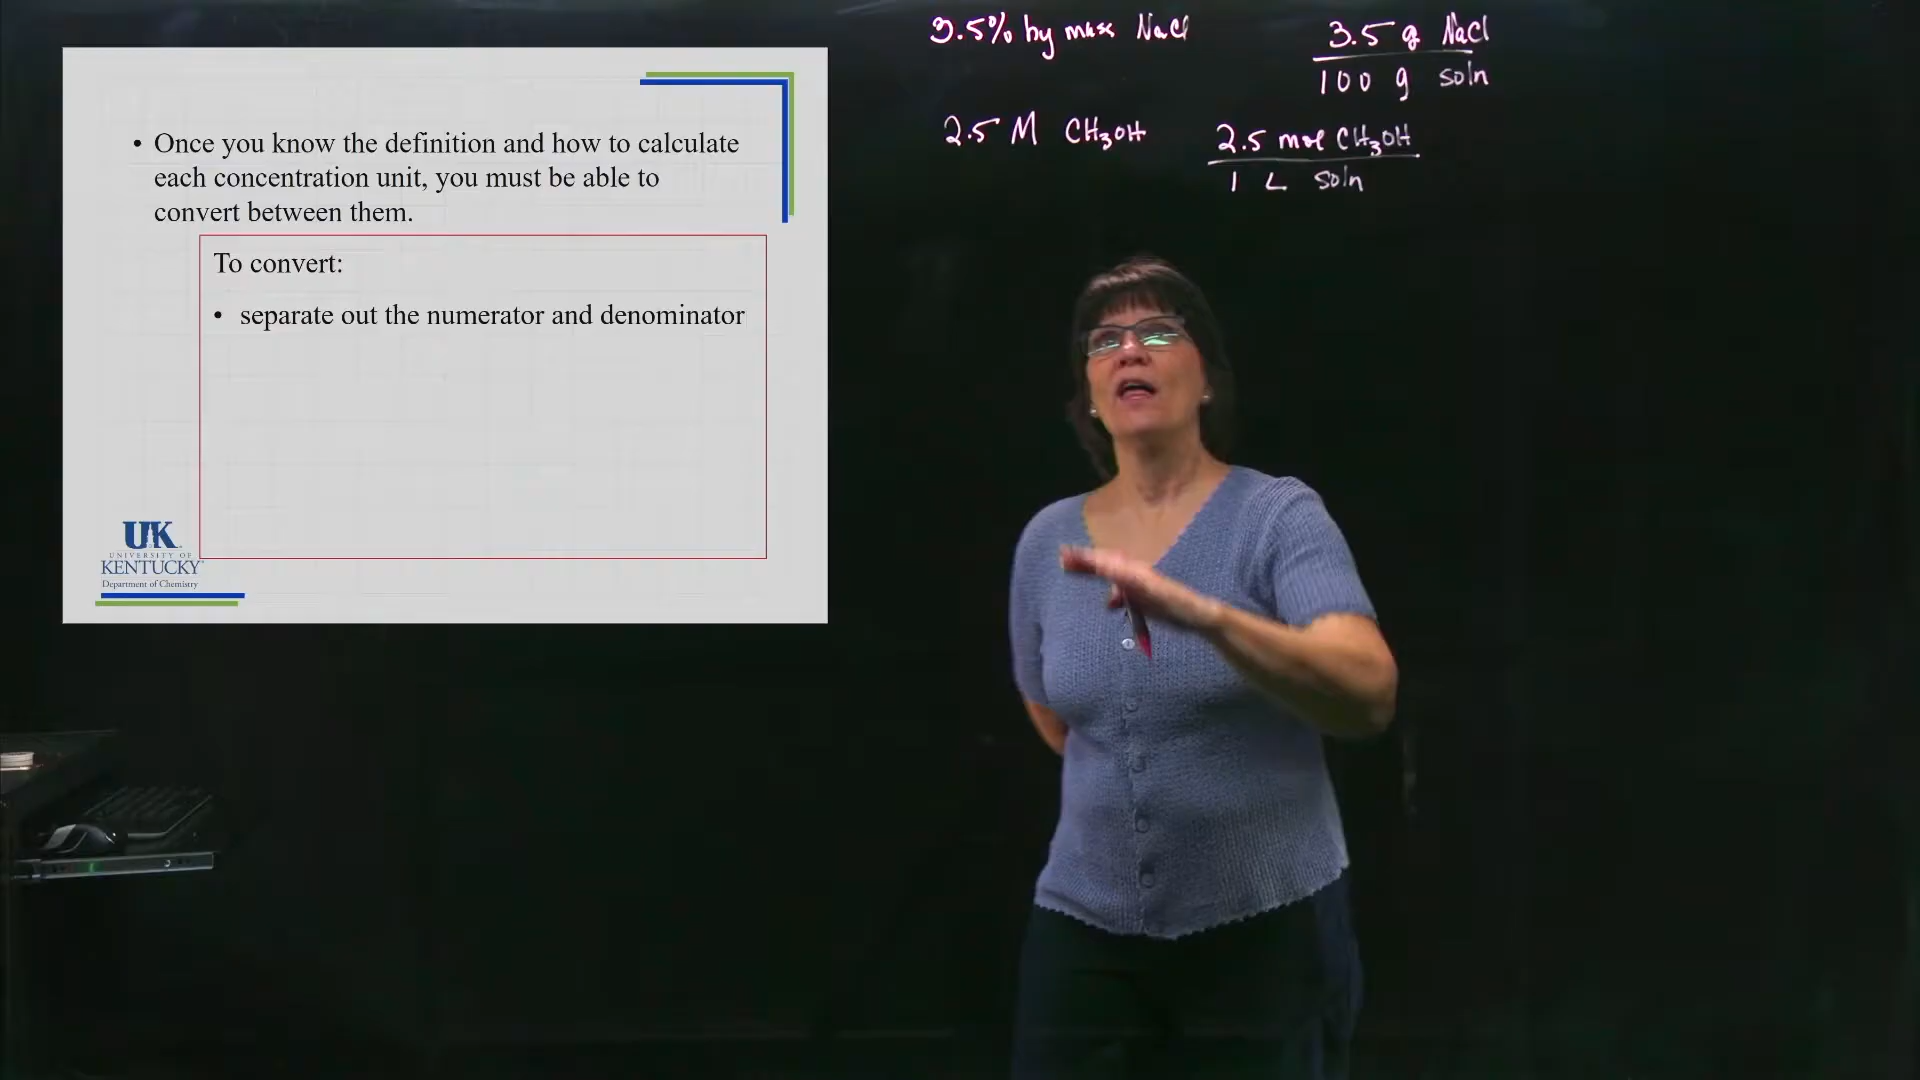 • Once you know the definition and how to calculate
each concentration unit, you must be able to
convert between them.
To convert:
• separate out the numerator and denominator
UK
UNIVERSITY OF
KENTUCKY
Department of Chemistry
3.5% by mass NaCl
3.5 g NaCl
100 g soln
2.5 M CH₃OH
2.5 mol CH₃OH
1 L soln